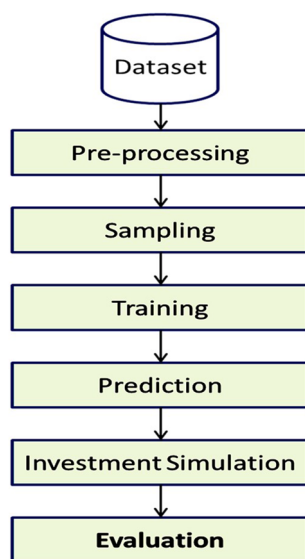 Dataset
Pre-processing
Sampling
Training
Prediction
Investment Simulation
Evaluation